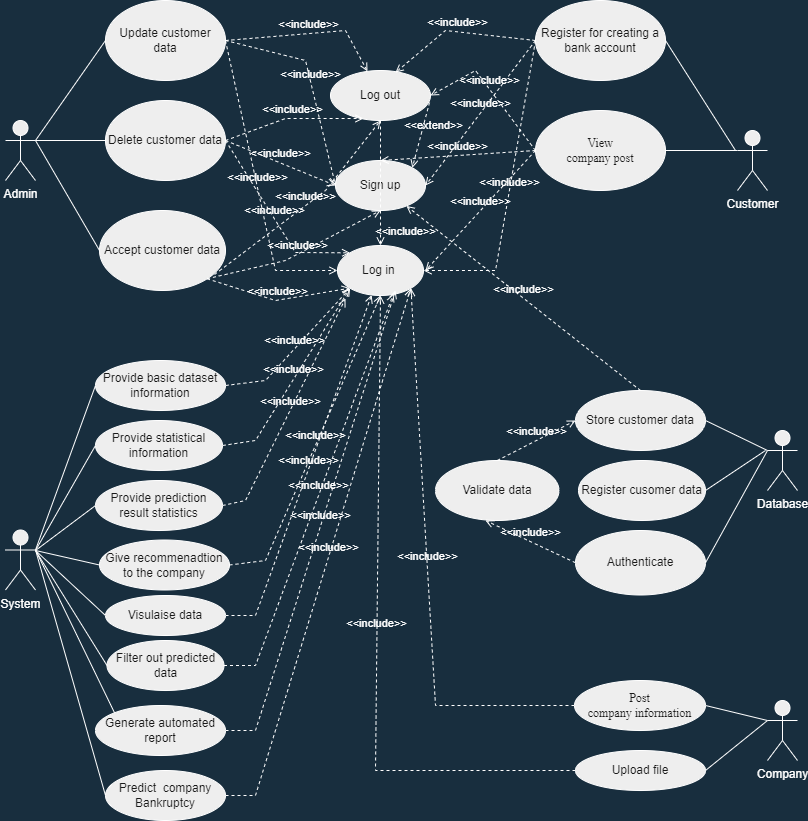 Update customer
data
<<include>>
<<include>>
Register for creating a
bank account
<<include>>
<<include>>
Log out
<<include>>
<<include>>
Delete customer data
<<extend>>
View
company post
<<include>>
<<include>>
Admin
<<include>>
Sign up
<<include>>
Customer
<<include>>
<<include>>
<<include>>
<<include>>
<<include>>
Accept customer data
Log in
<<include>>
<<include>>
<<include>>
Provide basic dataset
information
<<include>>
<<include>>
Provide statistical
information
<<include>>
Store customer data
<<include>>
<<include>>
Provide prediction
result statistics
<<include>>
Validate data
Register cusomer data
Database
<<include>>
<<include>>
<<include>>
Give recommenadtion
to the company
<<include>>
<<include>>
Authenticate
System
Visulaise data
<<include>>
Filter out predicted
data
Generate automated
report
Post
company information
Predict company
Bankruptcy
Upload file
Company